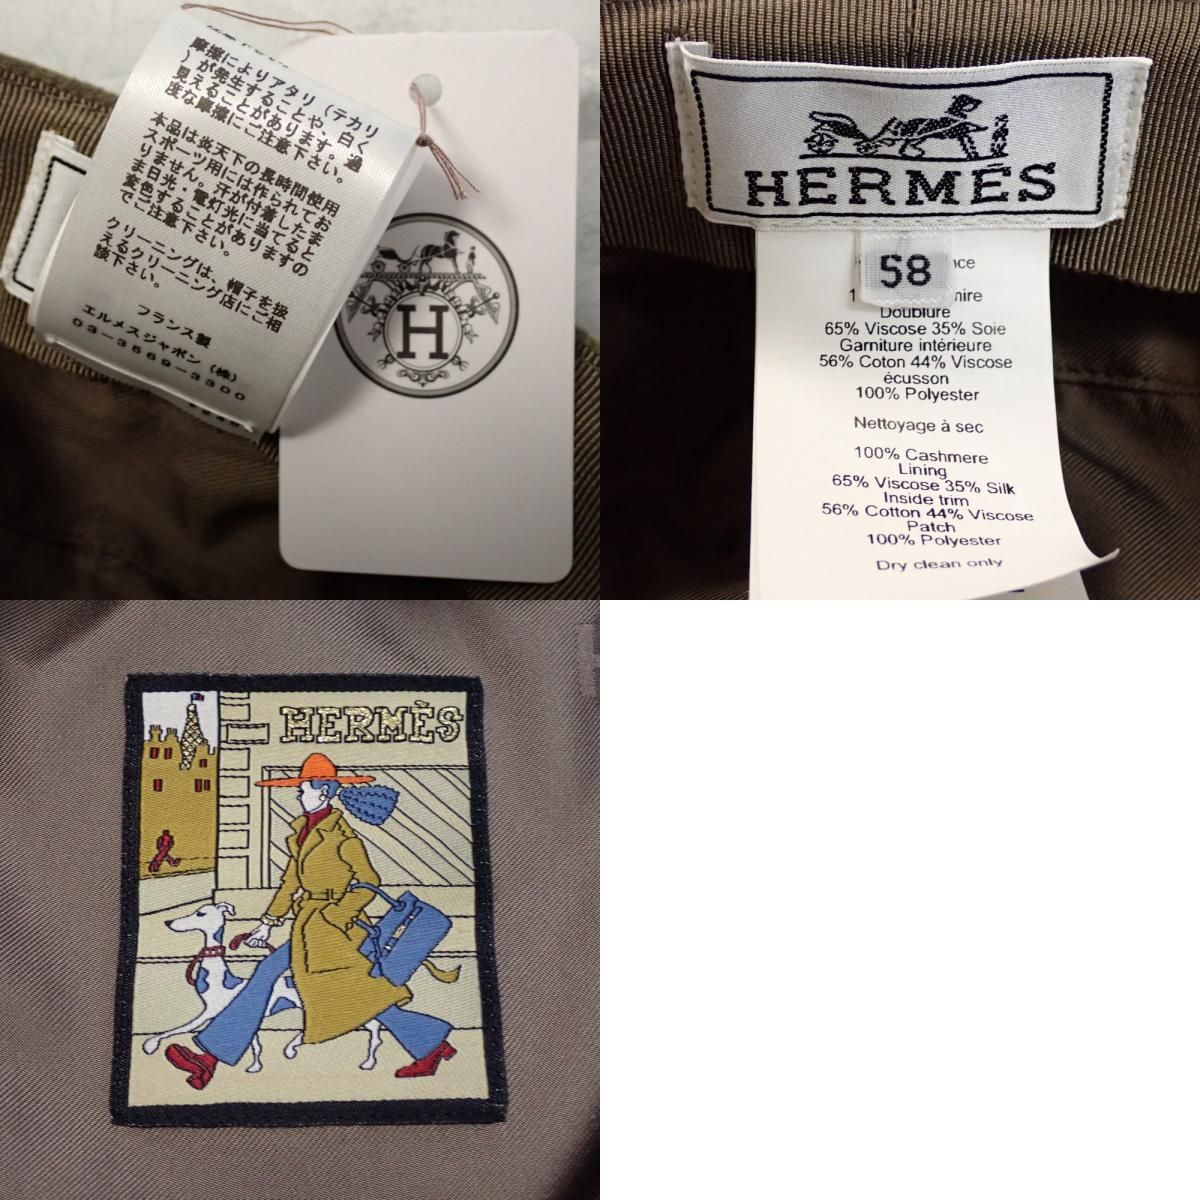 摩擦によりアタリ（テカリ
）が発生することや、白く
見えることがあります。過
度な摩擦にご注意下さい。
本品は炎天下の長時間使用
スポーツ用には作られてお
りません。汗が付着したまま
ま日光・電灯光に当てると
変色することがありますの
でご注意下さい。
クリーニングは、帽子を扱
えるクリーニング店にご相
談下さい。
フランス製
エルメスジャポン（株）
03-3569-3300
H
HERMÈS
58
Doublure
65% Viscose 35% Soie
Garniture intérieure
56% Coton 44% Viscose
écusson
100% Polyester
Nettoyage à sec
100% Cashmere
Lining
65% Viscose 35% Silk
Inside trim
56% Cotton 44% Viscose
Patch
100% Polyester
Dry clean only
HERMÈS